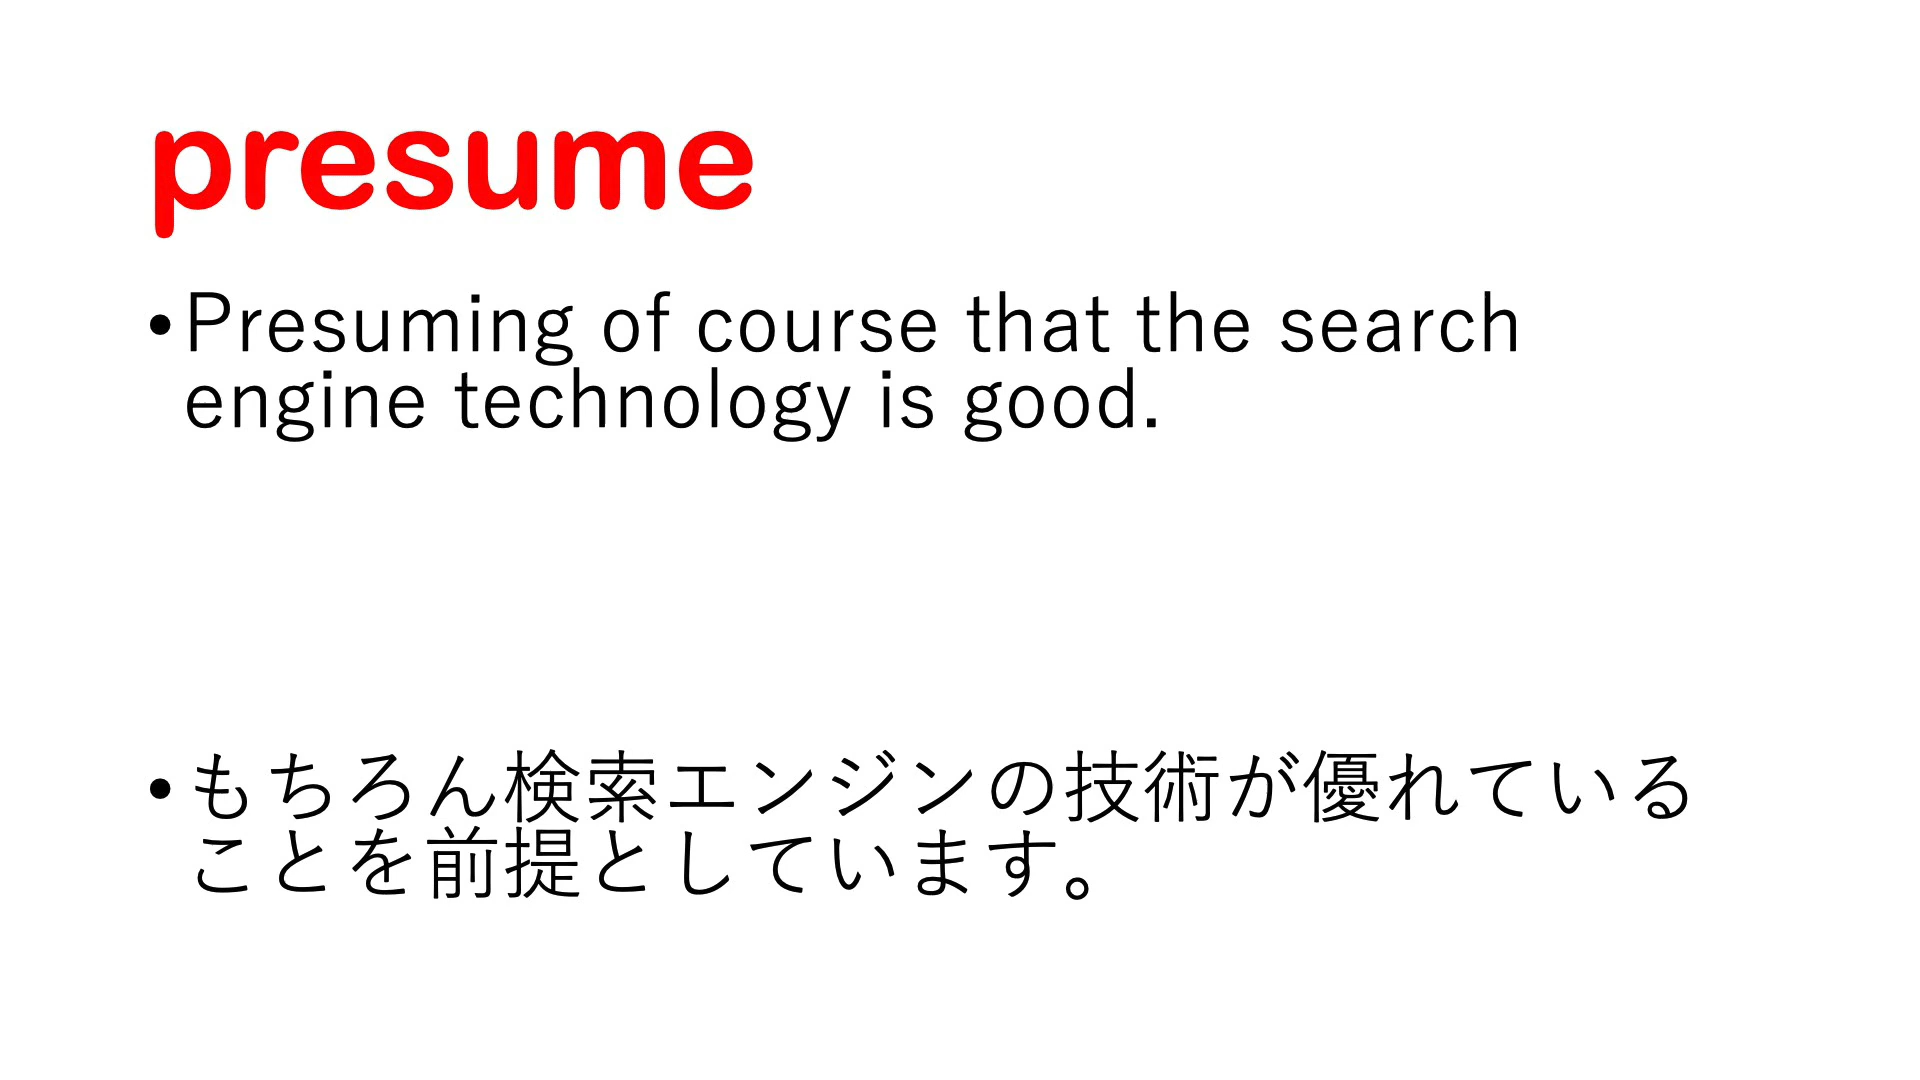 presume
•Presuming of course that the search
engine technology is good.
•もちろん検索エンジンの技術が優れている
ことを前提としています。